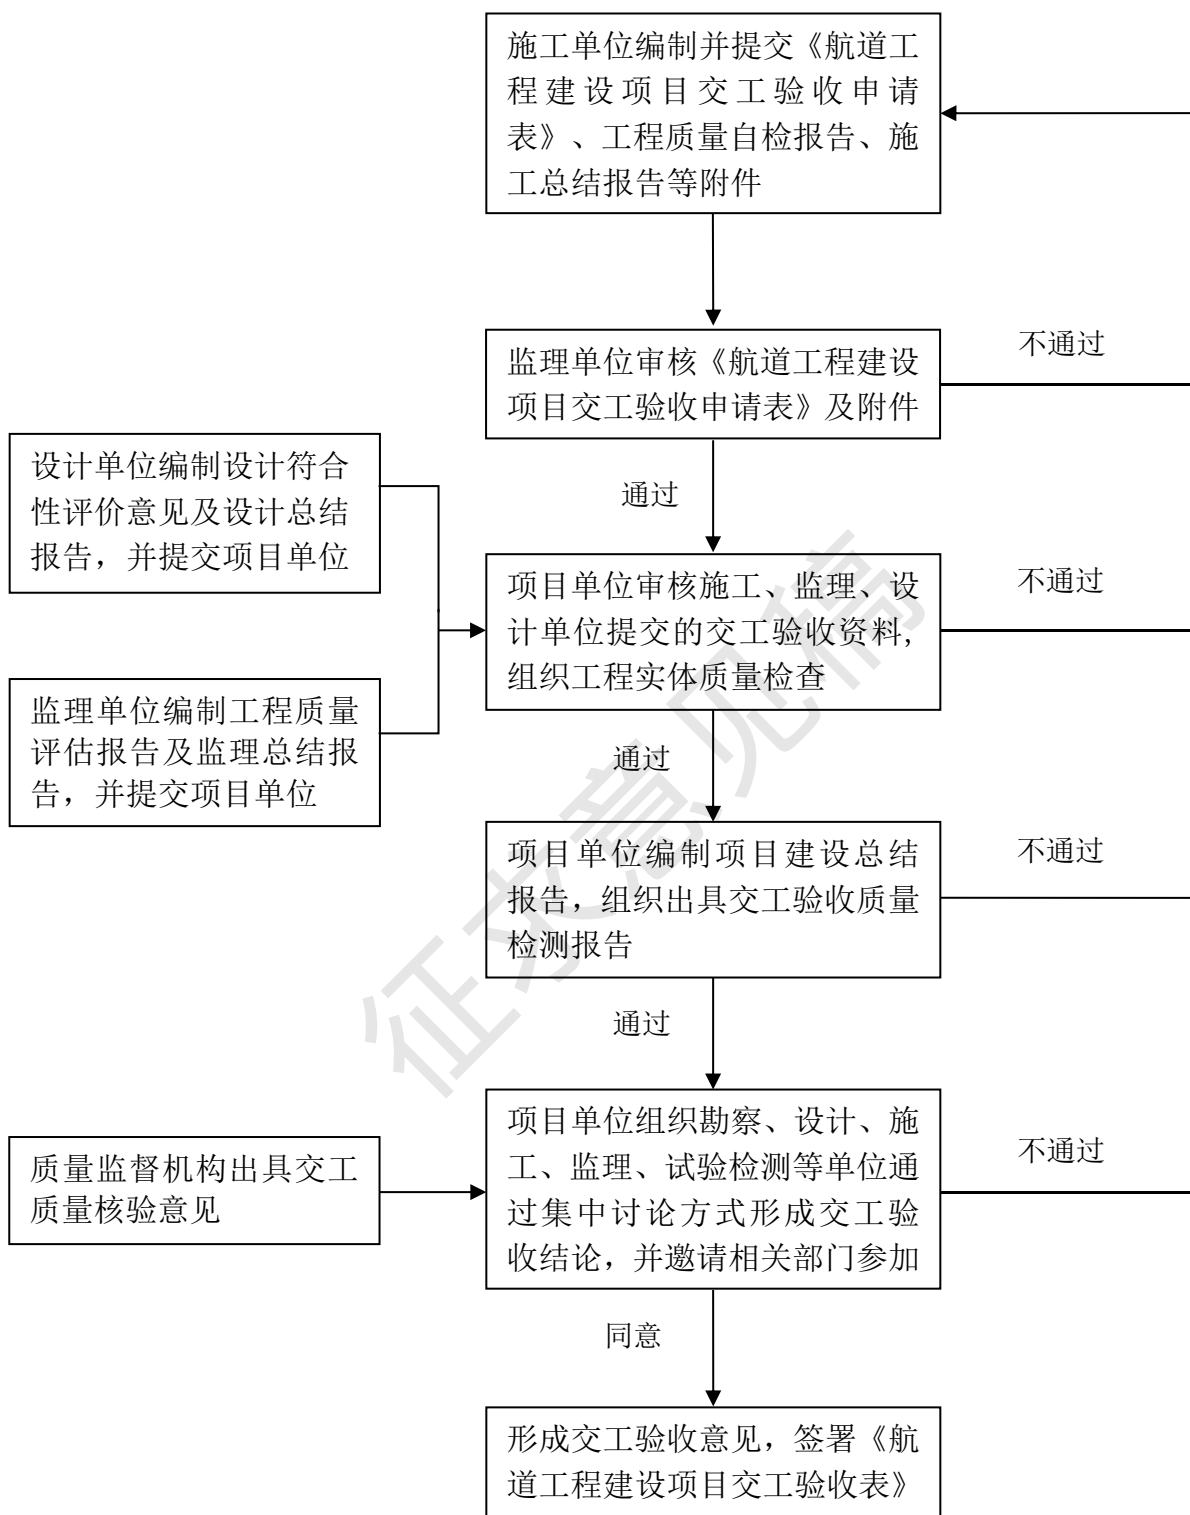 施工单位编制并提交《航道工
程建设项目交工验收申请
表》、工程质量自检报告、施
工总结报告等附件
不通过
监理单位审核《航道工程建设
项目交工验收申请表》及附件
设计单位编制设计符合
性评价意见及设计总结
报告，并提交项目单位
通过
不通过
项目单位审核施工、监理、设
计单位提交的交工验收资料,
组织工程实体质量检查
监理单位编制工程质量
评估报告及监理总结报
告，并提交项目单位
通过
不通过
项目单位编制项目建设总结
报告，组织出具交工验收质量
检测报告
通过
质量监督机构出具交工
质量核验意见
项目单位组织勘察、设计、施
工、监理、试验检测等单位通
过集中讨论方式形成交工验
收结论，并邀请相关部门参加
不通过
同意
形成交工验收意见，签署《航
道工程建设项目交工验收表》
征求意见稿